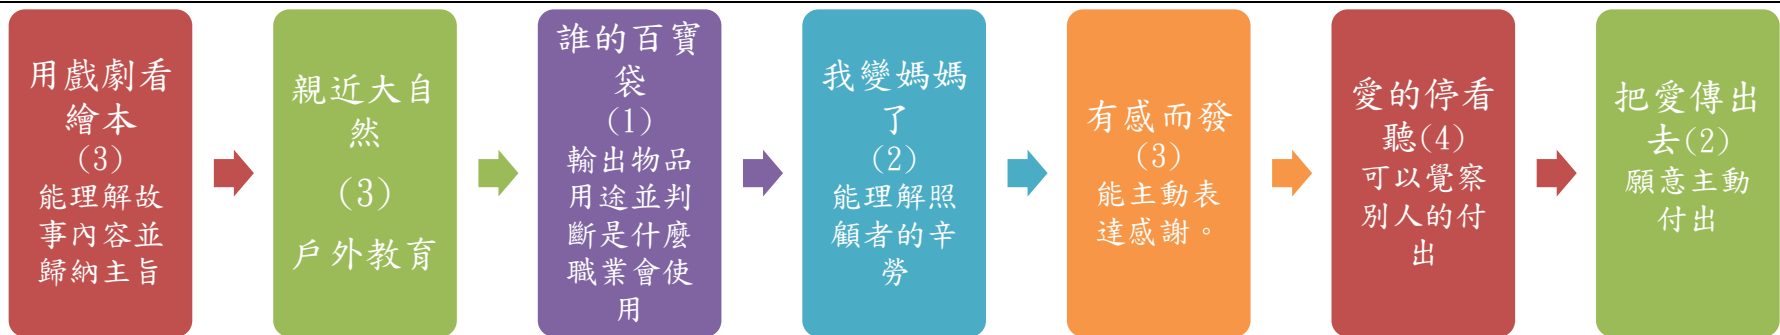 用戲劇看
繪本
(3)
能理解故
事內容並
歸納主旨
親近大自
然
(3)
戶外教育
誰的百寶
袋
(1)
輸出物品
用途並判
斷是什麼
職業會使
用
我變媽媽
了
(2)
能理解照
顧者的辛
勞
有感而發
(3)
能主動表
達感謝。
愛的停看
聽(4)
可以覺察
別人的付
出
把愛傳出
去(2)
願意主動
付出